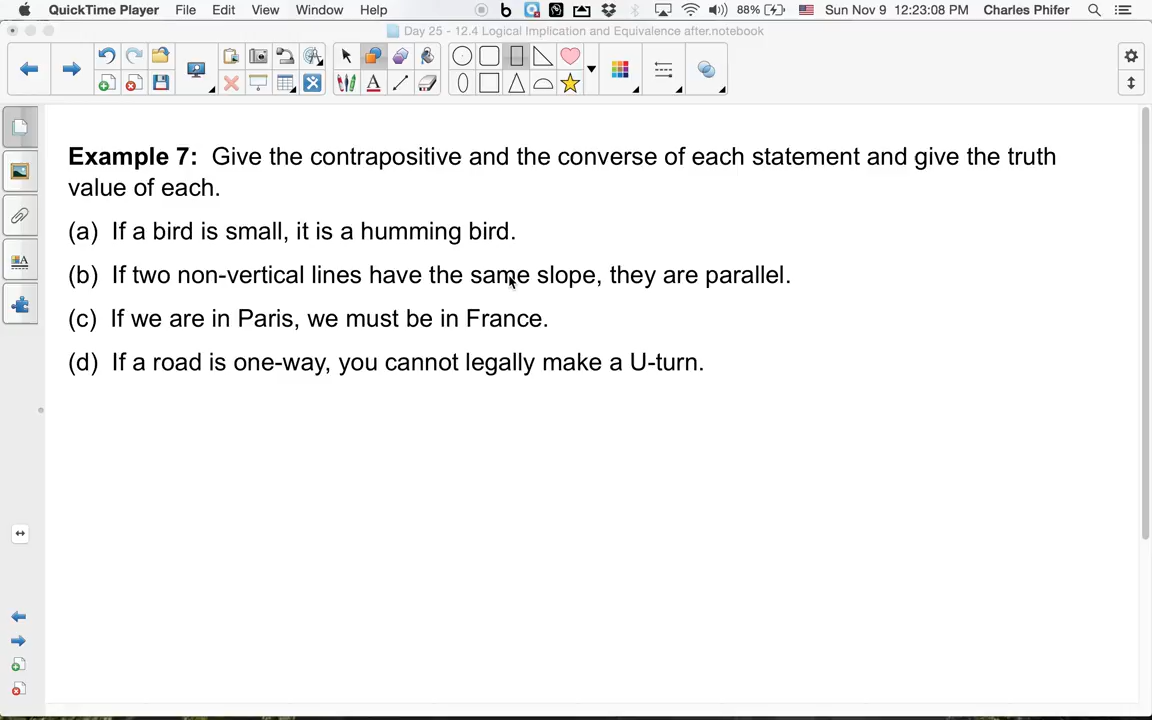 QuickTime Player File Edit View Window Help 88% Sun Nov 9 12:23:08 PM Charles Phifer
Day 25 - 12.4 Logical Implication and Equivalence after.notebook
Example 7: Give the contrapositive and the converse of each statement and give the truth
value of each.
(a) If a bird is small, it is a humming bird.
(b) If two non-vertical lines have the same slope, they are parallel.
(c) If we are in Paris, we must be in France.
(d) If a road is one-way, you cannot legally make a U-turn.